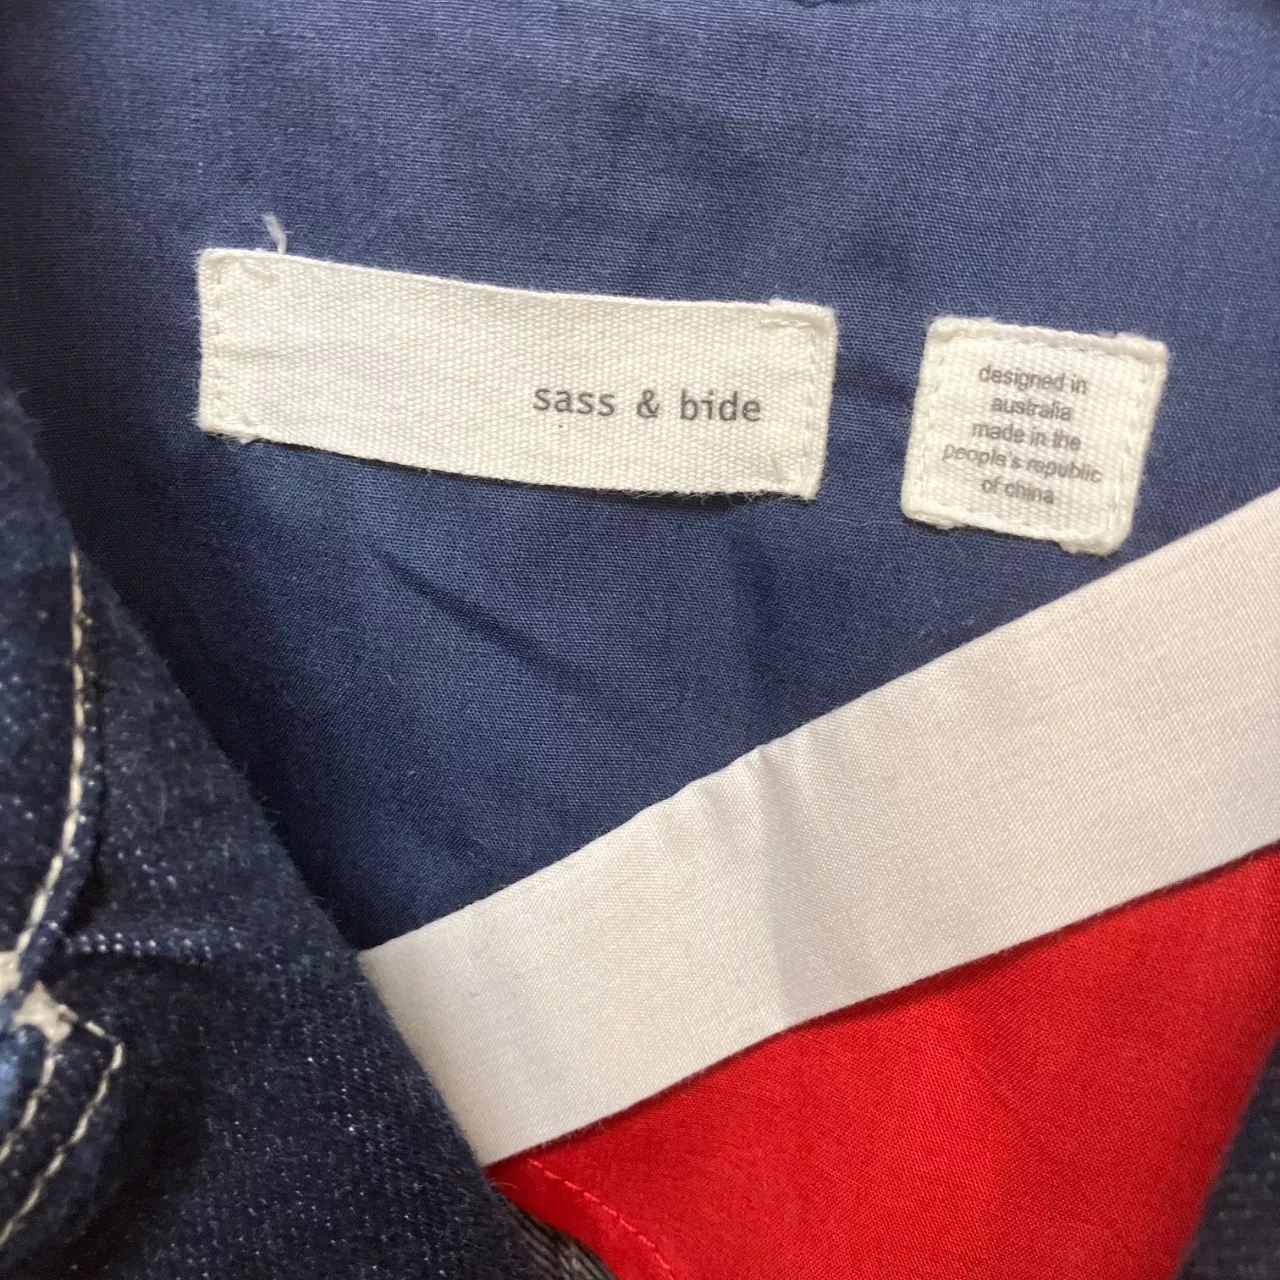 sass & bide
designed in
australia
made in the
people's republic
of china